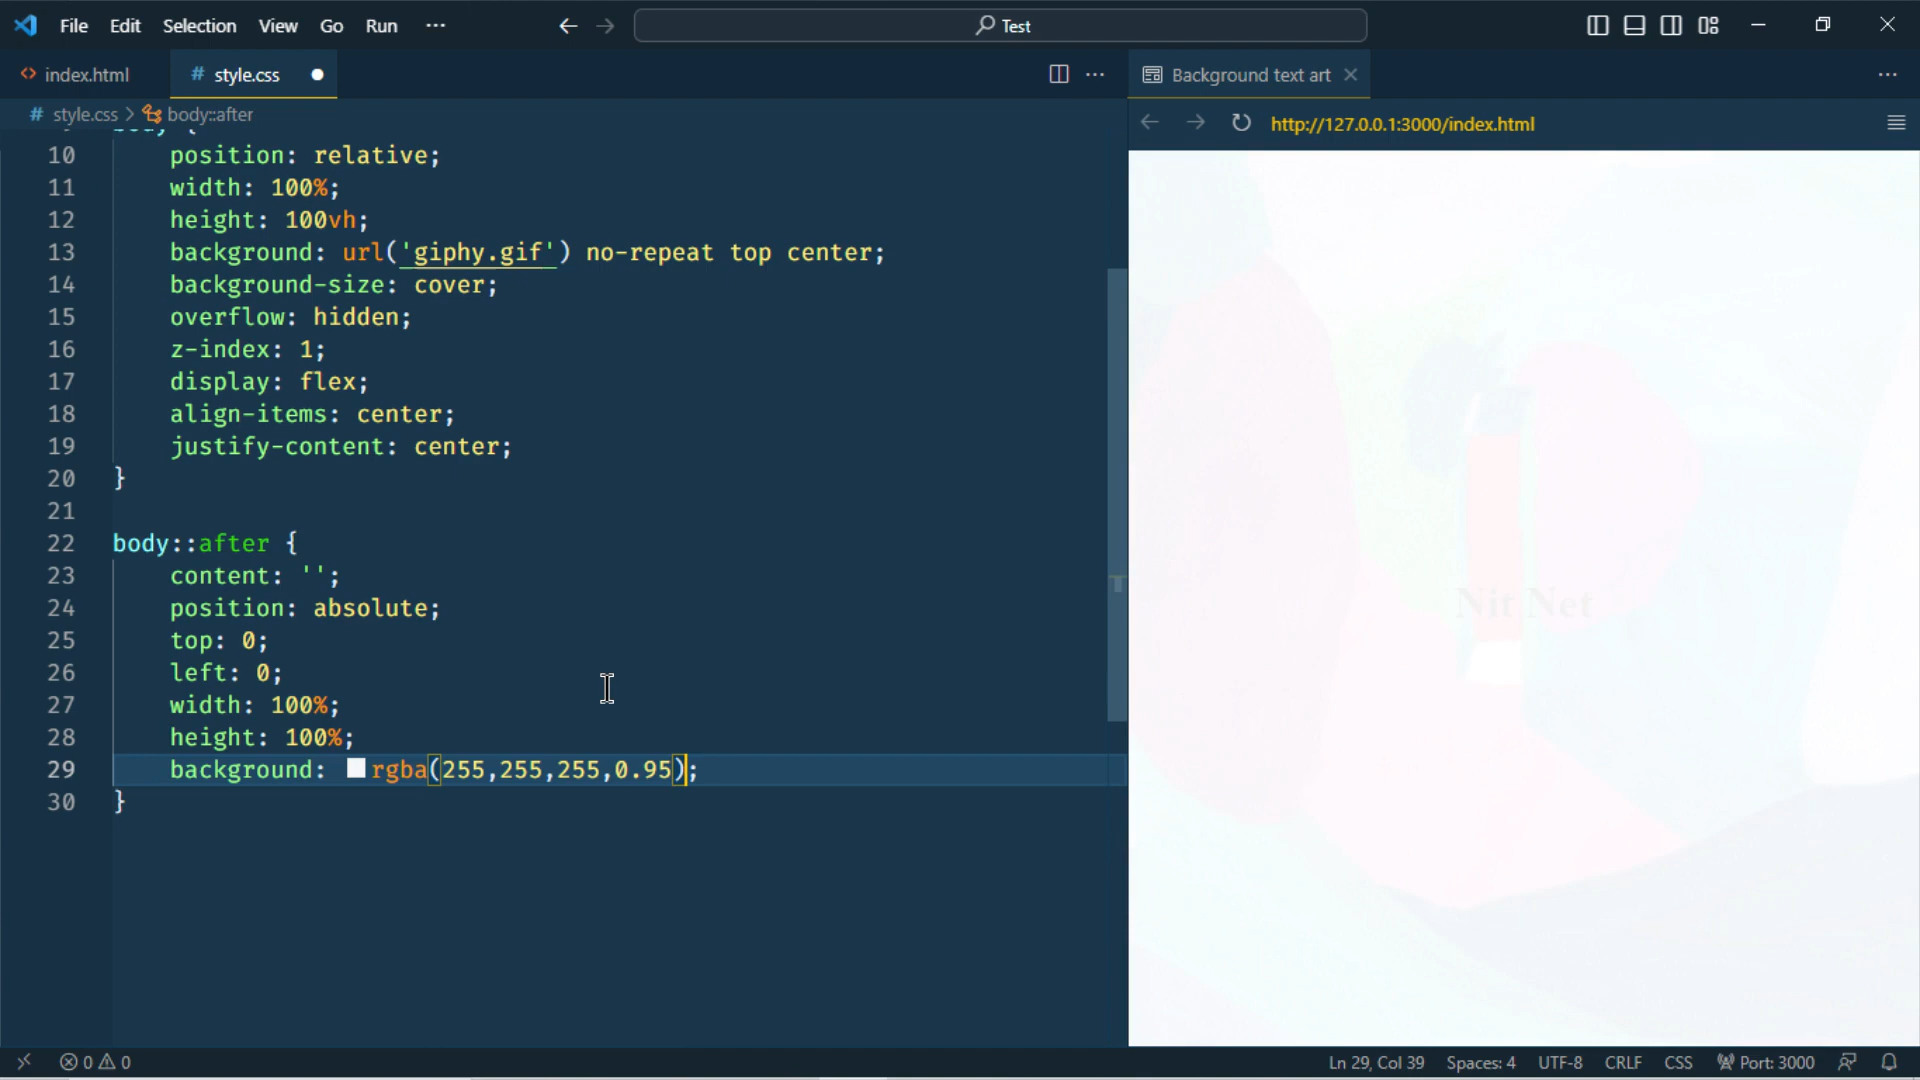 File Edit Selection View Go Run ··· Test
index.html # style.css
# style.css > body::after
10 position: relative;
11 width: 100%;
12 height: 100vh;
13 background: url('giphy.gif') no-repeat top center;
14 background-size: cover;
15 overflow: hidden;
16 z-index: 1;
17 display: flex;
18 align-items: center;
19 justify-content: center;
20 }
21
22 body::after {
23 content: '';
24 position: absolute;
25 top: 0;
26 left: 0;
27 width: 100%;
28 height: 100%;
29 background: rgba(255,255,255,0.95);
30 }
Background text art
http://127.0.0.1:3000/index.html
Nit Net
0 0 Ln 29, Col 39 Spaces: 4 UTF-8 CRLF CSS Port: 3000